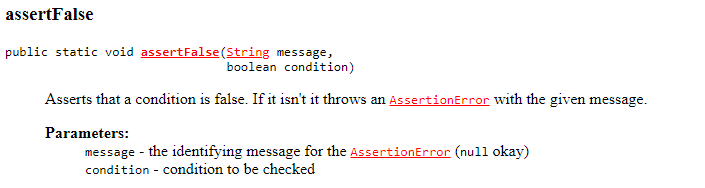 assertFalse
public static void assertFalse(String message,
                               boolean condition)
Asserts that a condition is false. If it isn't it throws an AssertionError with the given message.
Parameters:
message - the identifying message for the AssertionError (null okay)
condition - condition to be checked